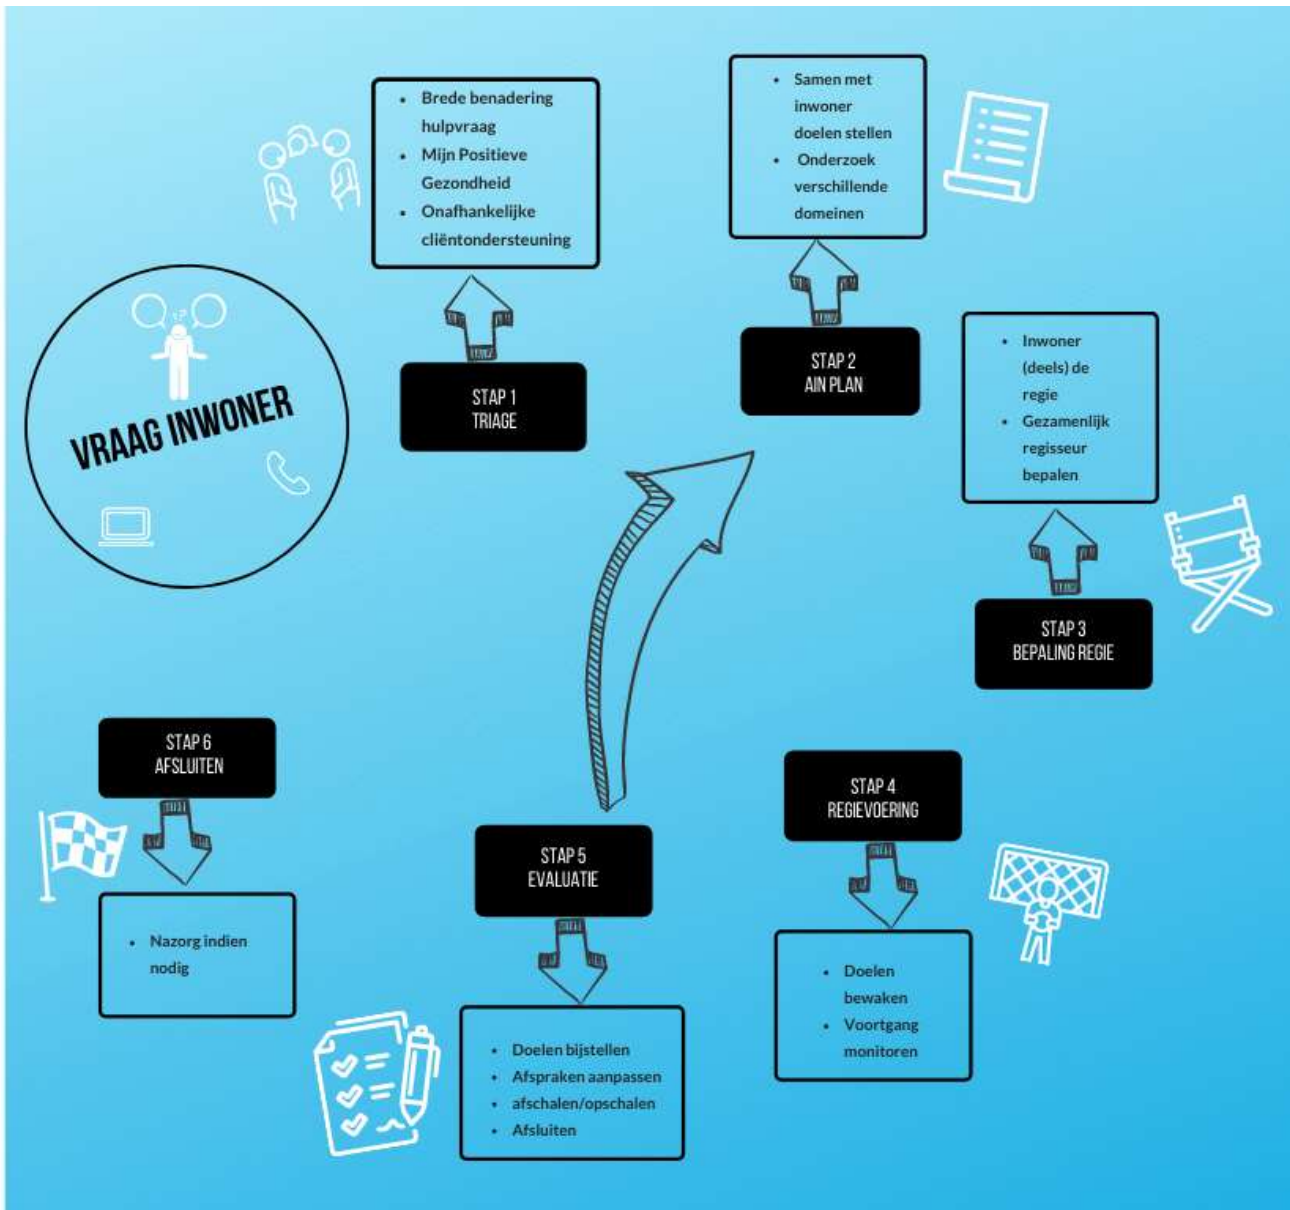 VRAAG INWONER
• Brede benadering
hulpvraag
• Mijn Positieve
Gezondheid
• Onafhankelijke
cliëntondersteuning
STAP 1
TRIAGE
• Samen met
inwoner
doelen stellen
• Onderzoek
verschillende
domeinen
STAP 2
AIN PLAN
• Inwoner
(deels) de
regie
• Gezamenlijk
regisseur
bepalen
STAP 3
BEPALING REGIE
STAP 4
REGIEVOERING
• Doelen
bewaken
• Voortgang
monitoren
STAP 5
EVALUATIE
• Doelen bijstellen
• Afspraken aanpassen
• afschalen/opschalen
• Afsluiten
STAP 6
AFSLUITEN
• Nazorg indien
nodig